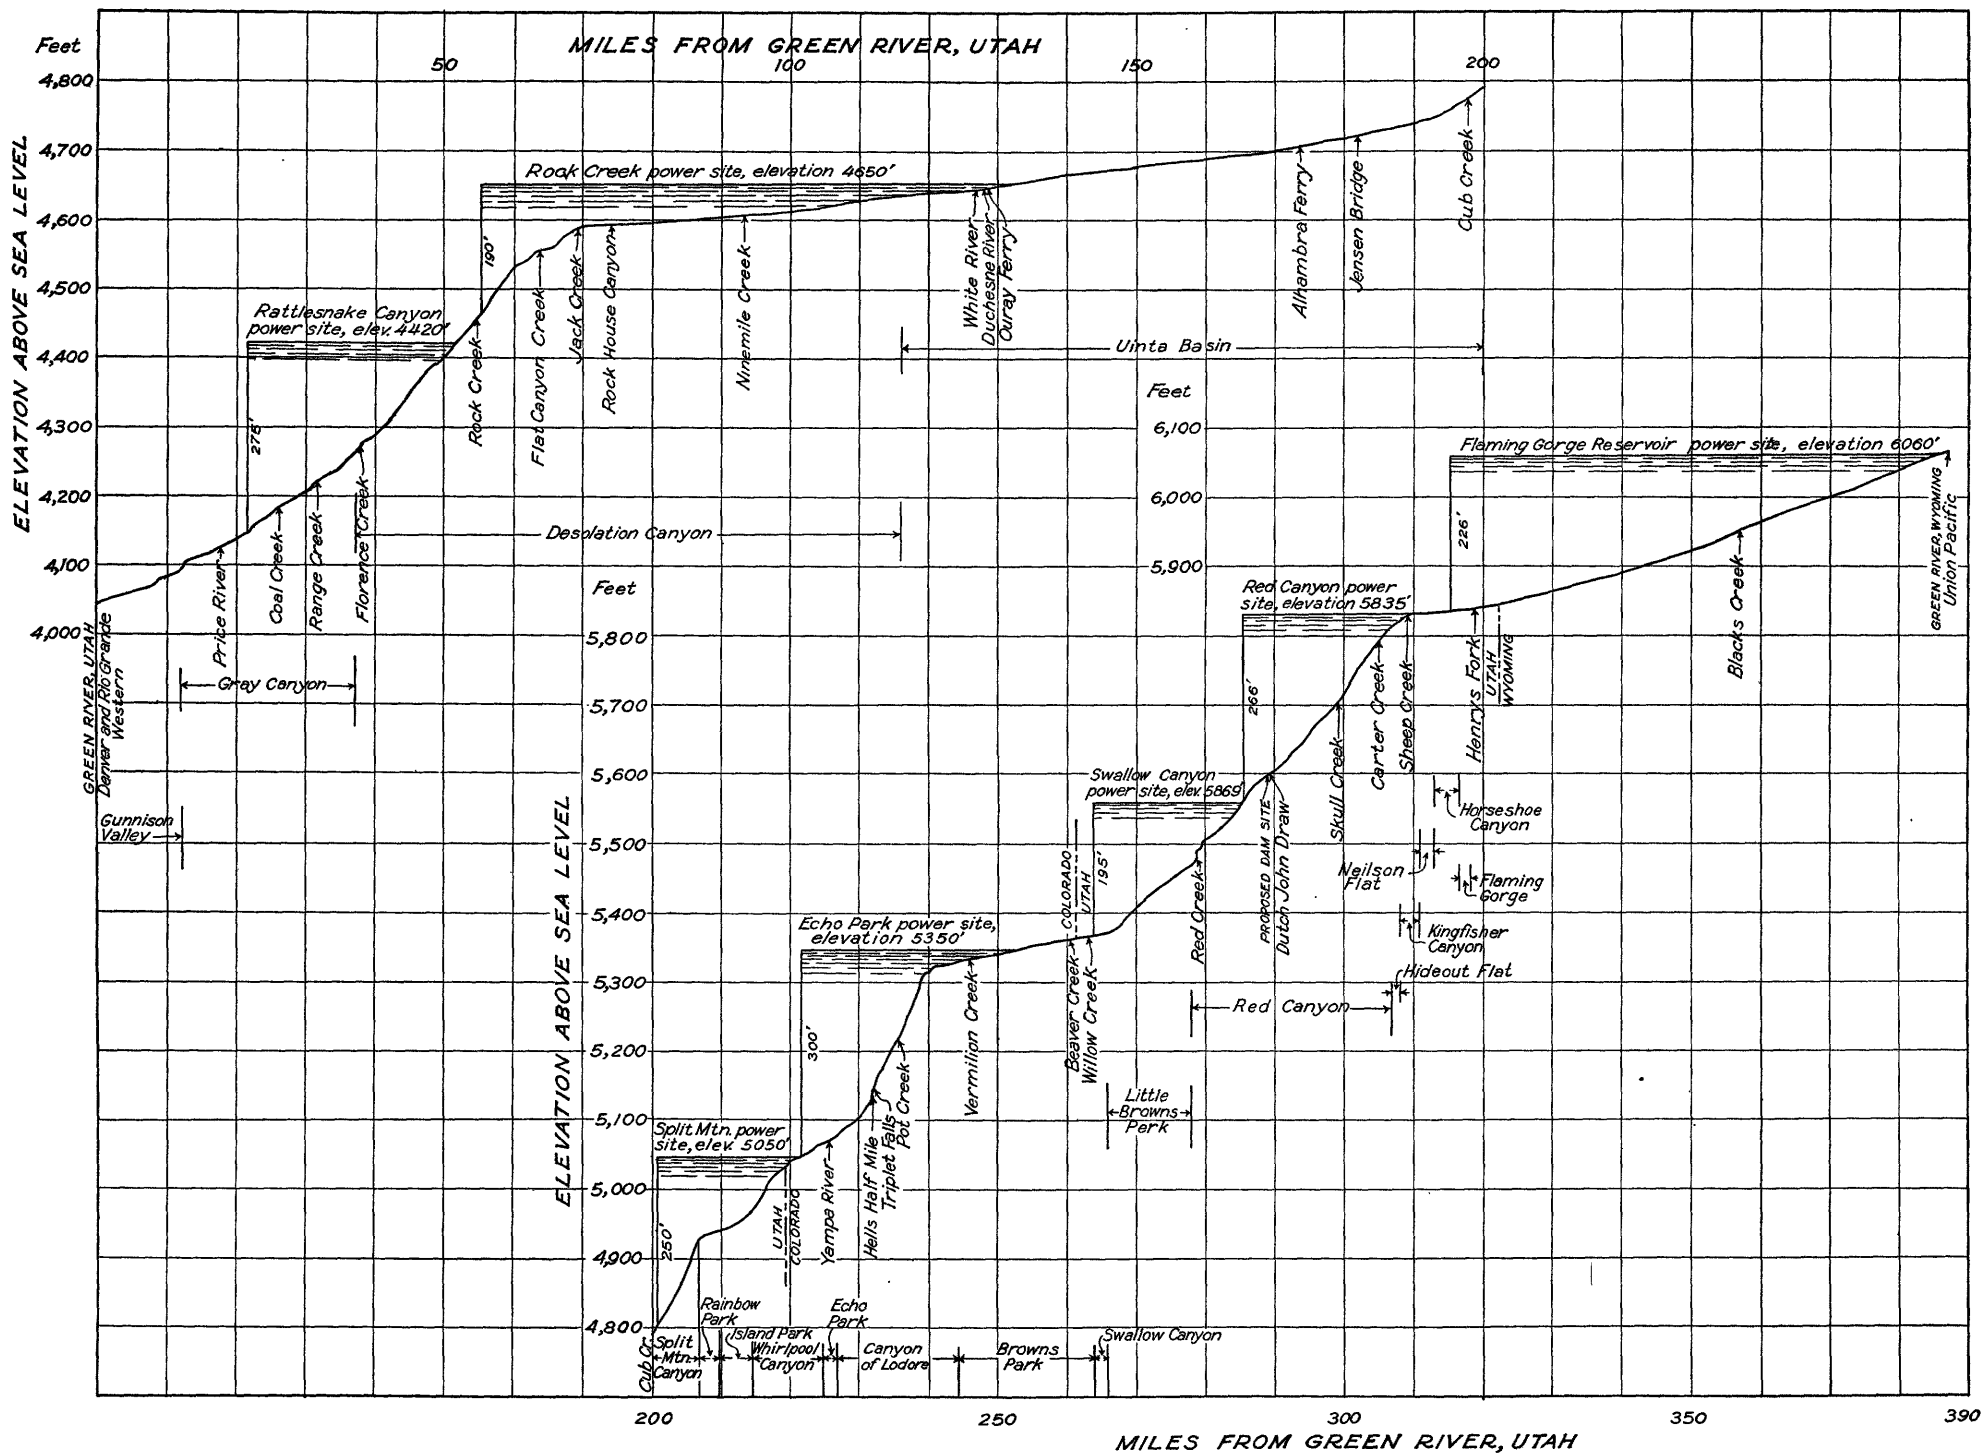 Feet
MILES FROM GREEN RIVER, UTAH
50
100
150
200
ELEVATION ABOVE SEA LEVEL
4,800
4,700
4,600
4,500
4,400
4,300
4,200
4,100
4,000
Rock Creek power site, elevation 4650'
190'
Rattlesnake Canyon
power site, elev. 4420'
275'
GREEN RIVER, UTAH
Denver and Rio Grande
Western
Price River
Coal Creek
Range Creek
Florence Creek
Rock Creek
Flat Canyon Creek
Jack Creek
Rock House Canyon
Ninemile Creek
White River
Duchesne River
Ouray Ferry
Alhambra Ferry
Jensen Bridge
Cub Creek
Uinta Basin
Desolation Canyon
Gray Canyon
Gunnison
Valley
Feet
6,100
6,000
5,900
Flaming Gorge Reservoir power site, elevation 6060'
226'
GREEN RIVER, WYOMING
Union Pacific
Blacks Creek
Feet
ELEVATION ABOVE SEA LEVEL
5,800
5,700
5,600
5,500
5,400
5,300
5,200
5,100
5,000
4,900
4,800
Red Canyon power
site, elevation 5835'
266'
Carter Creek
Sheep Creek
Henrys Fork
UTAH
WYOMING
Skull Creek
PROPOSED DAM SITE
Dutch John Draw
Red Creek
Swallow Canyon
power site, elev. 5869'
195'
COLORADO
UTAH
Beaver Creek
Willow Creek
Horseshoe
Canyon
Neilson
Flat
Flaming
Gorge
Kingfisher
Canyon
Hideout Flat
Red Canyon
Little
Browns
Park
Echo Park power site,
elevation 5350'
300'
Vermilion Creek
Pot Creek
Triplet Falls
Hells Half Mile
Yampa River
UTAH
COLORADO
Split Mtn. power
site, elev. 5050'
250'
Cub Cr.
Split
Mtn.
Canyon
Rainbow
Park
Island Park
Whirlpool
Canyon
Echo
Park
Canyon
of Lodore
Browns
Park
Swallow Canyon
200
250
300
350
390
MILES FROM GREEN RIVER, UTAH